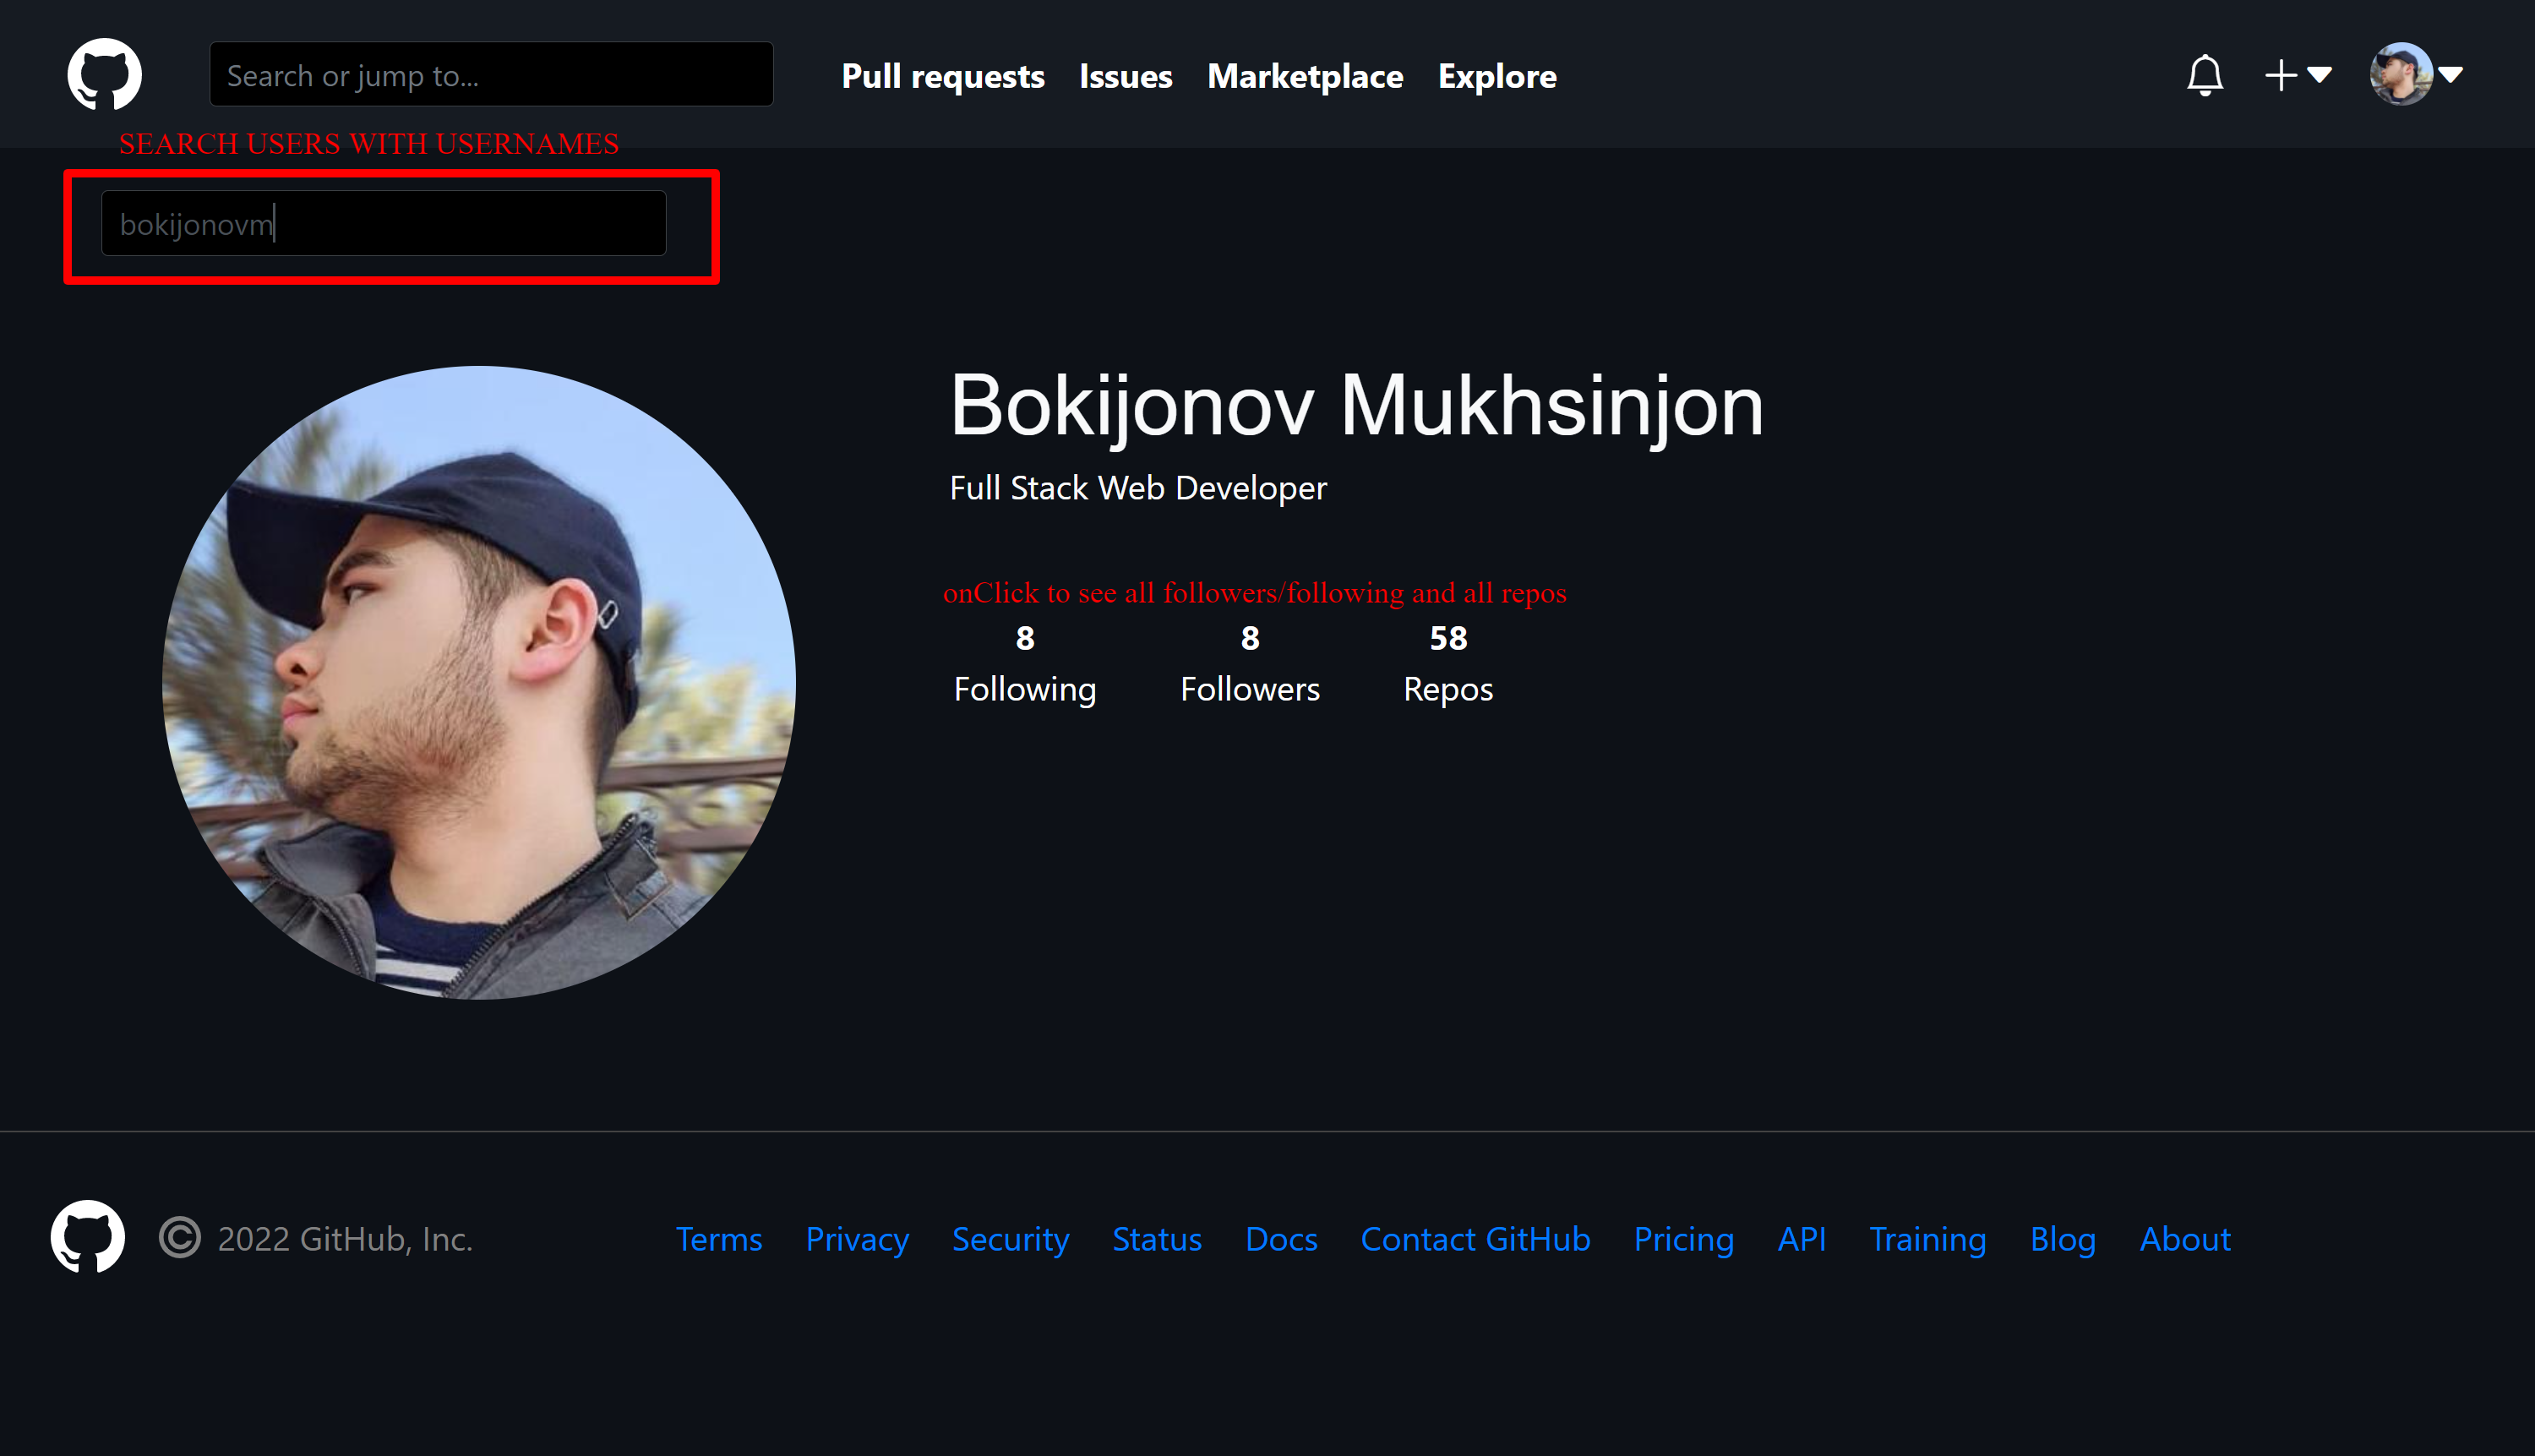 Search or jump to...
Pull requests Issues Marketplace Explore
SEARCH USERS WITH USERNAMES
bokijonovm
Bokijonov Mukhsinjon
Full Stack Web Developer
onClick to see all followers/following and all repos
8 8 58
Following Followers Repos
© 2022 GitHub, Inc. Terms Privacy Security Status Docs Contact GitHub Pricing API Training Blog About